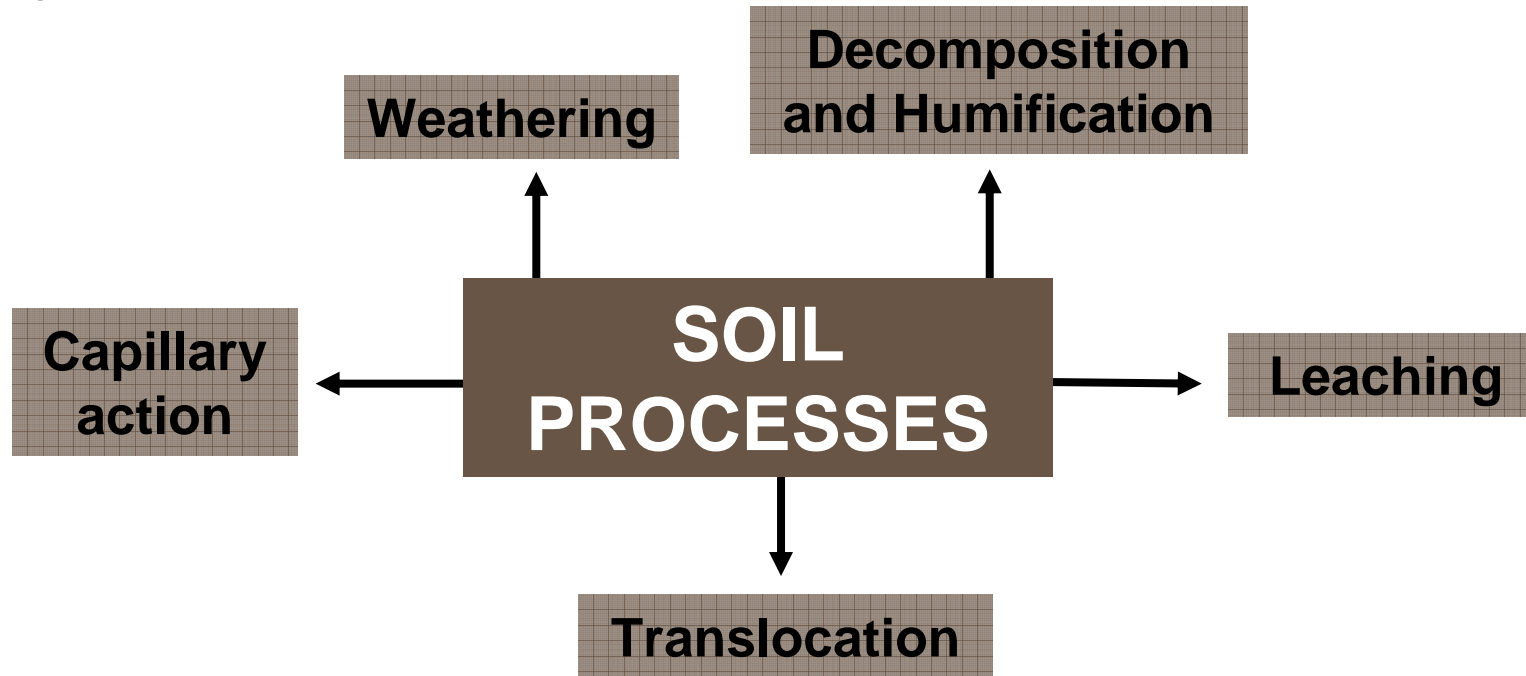 Decomposition
and Humification
Weathering
SOIL
PROCESSES
Capillary
action
Leaching
Translocation